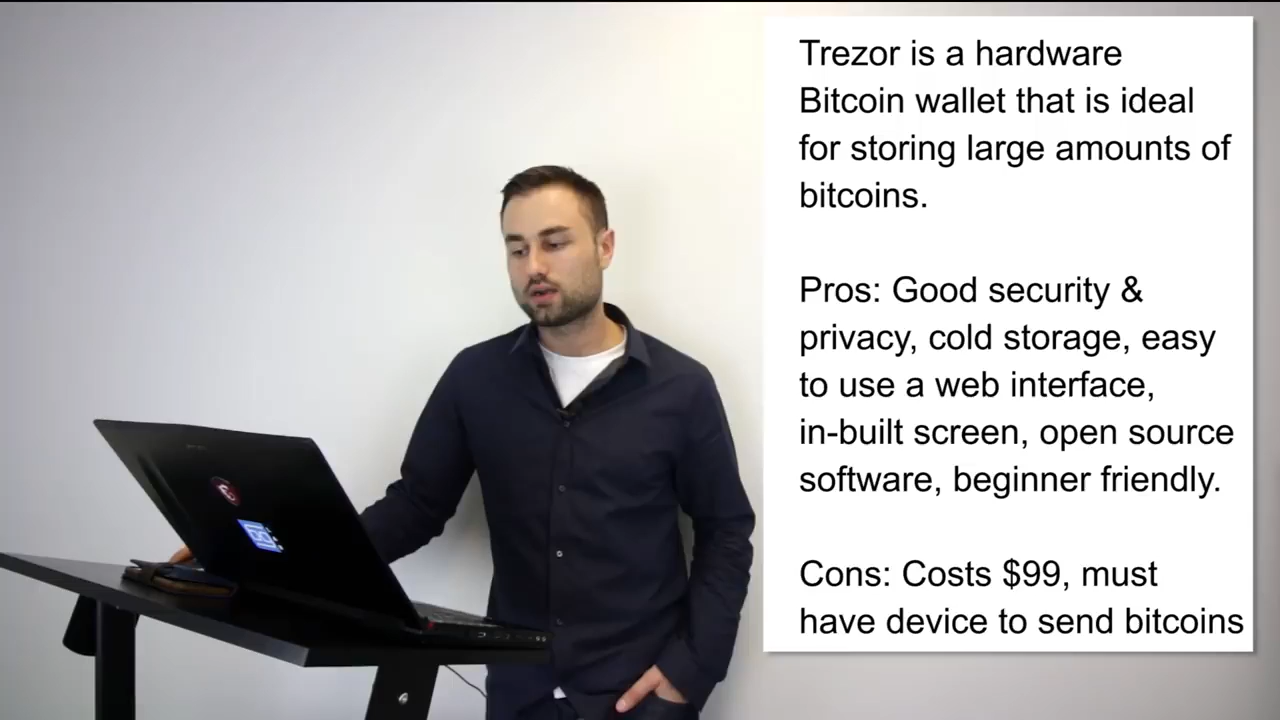 Trezor is a hardware
Bitcoin wallet that is ideal
for storing large amounts of
bitcoins.
Pros: Good security &
privacy, cold storage, easy
to use a web interface,
in-built screen, open source
software, beginner friendly.
Cons: Costs $99, must
have device to send bitcoins